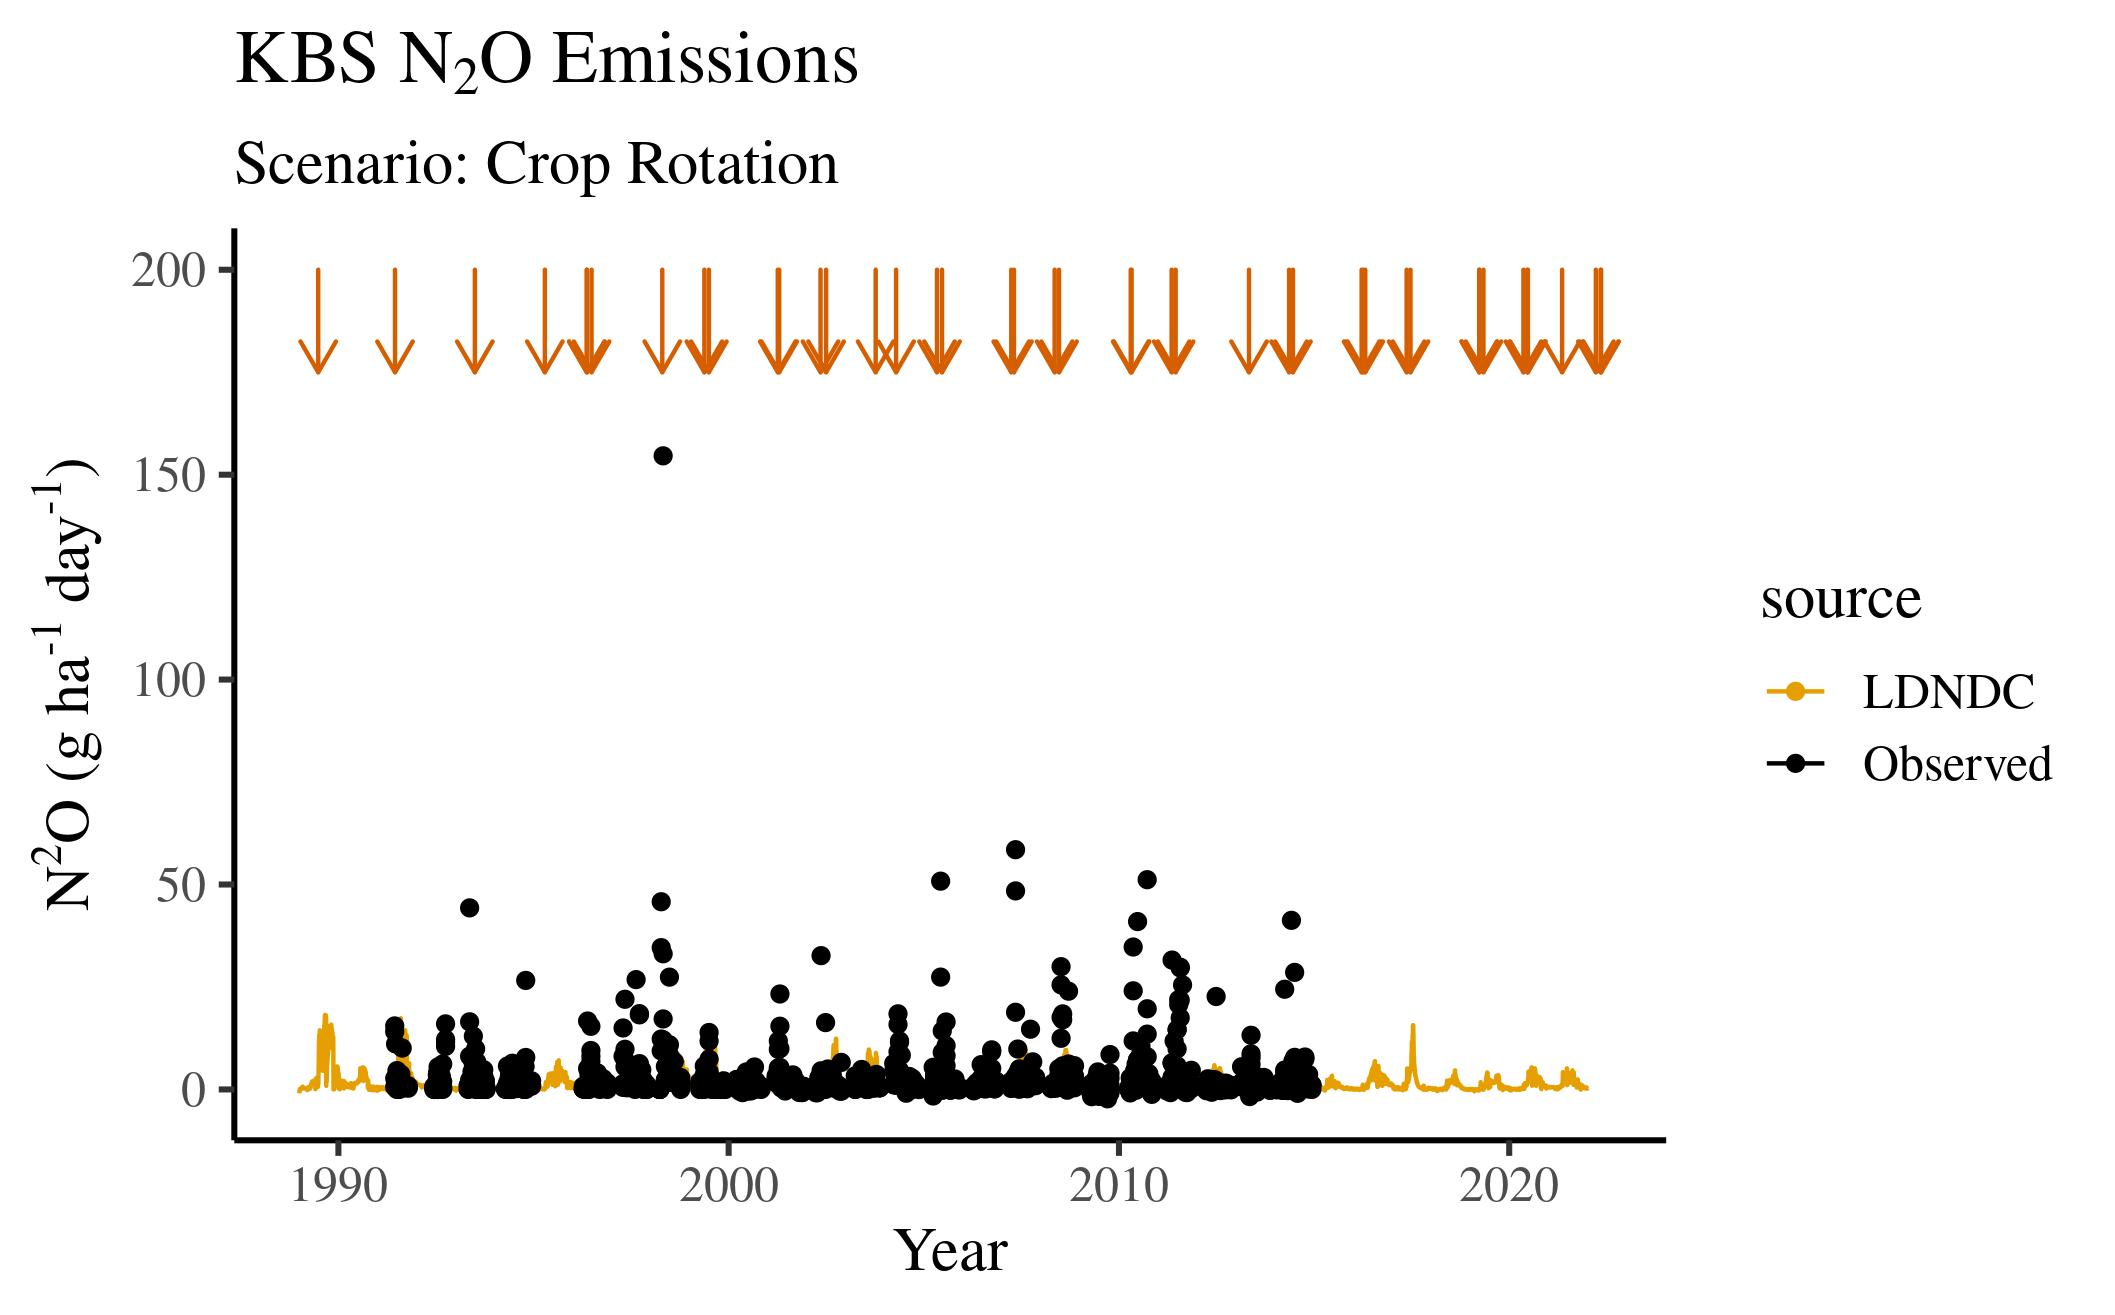 KBS N₂O Emissions
Scenario: Crop Rotation
200
150
100
50
0
N²O (g ha⁻¹ day⁻¹)
1990 2000 2010 2020
Year
source
LDNDC
Observed